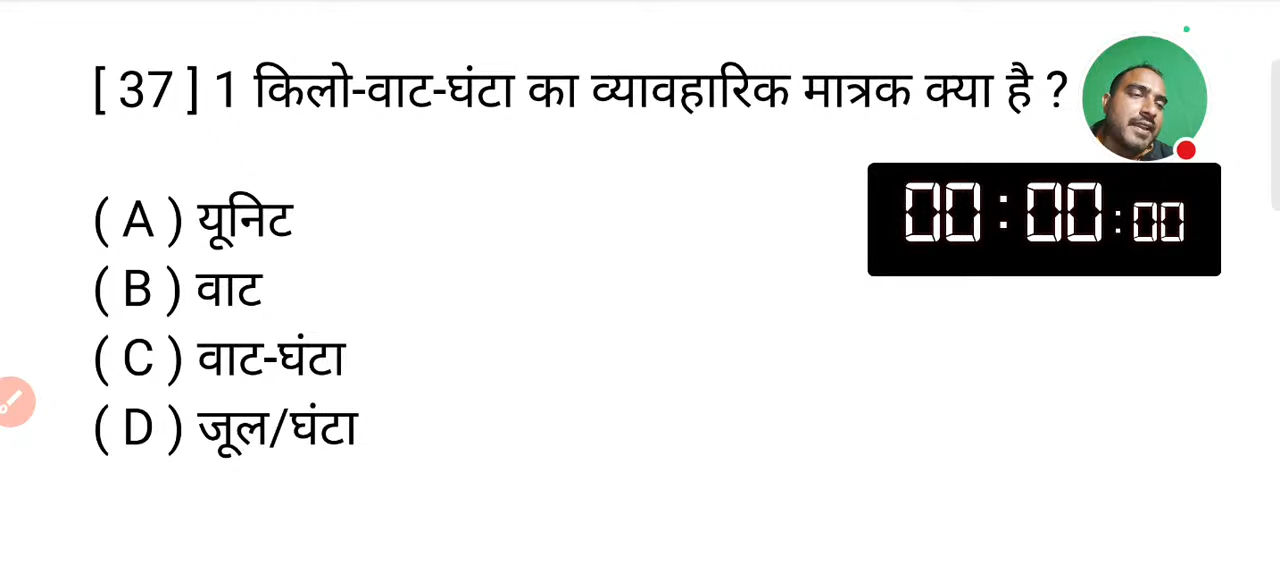 [ 37 ] 1 किलो-वाट-घंटा का व्यावहारिक मात्रक क्या है ?
00:00:00
( A ) यूनिट
( B ) वाट
( C ) वाट-घंटा
( D ) जूल/घंटा